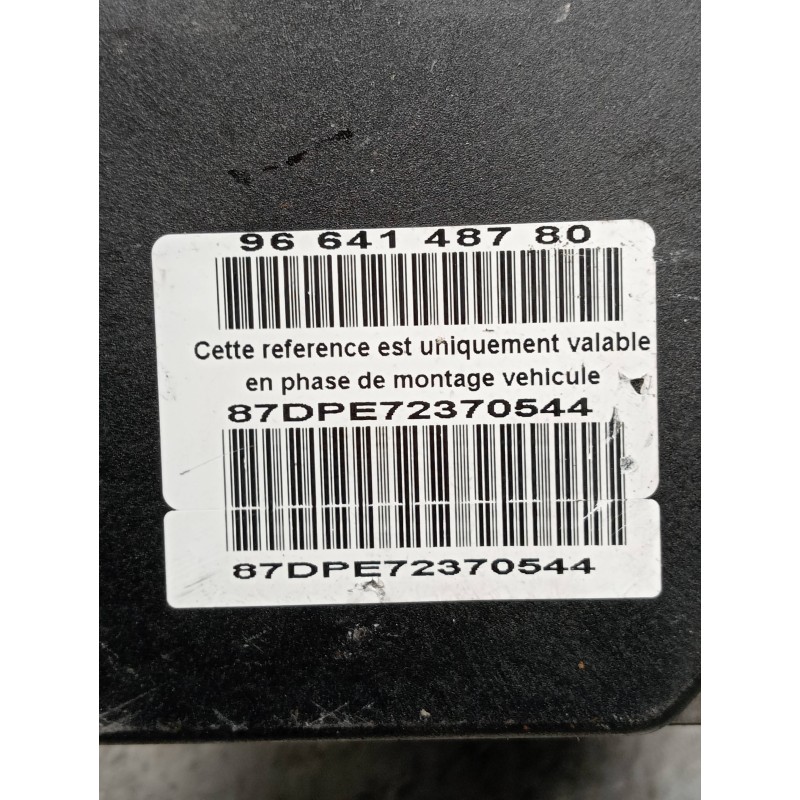 96 641 487 80
Cette reference est uniquement valable
en phase de montage vehicule
87DPE72370544
87DPE72370544